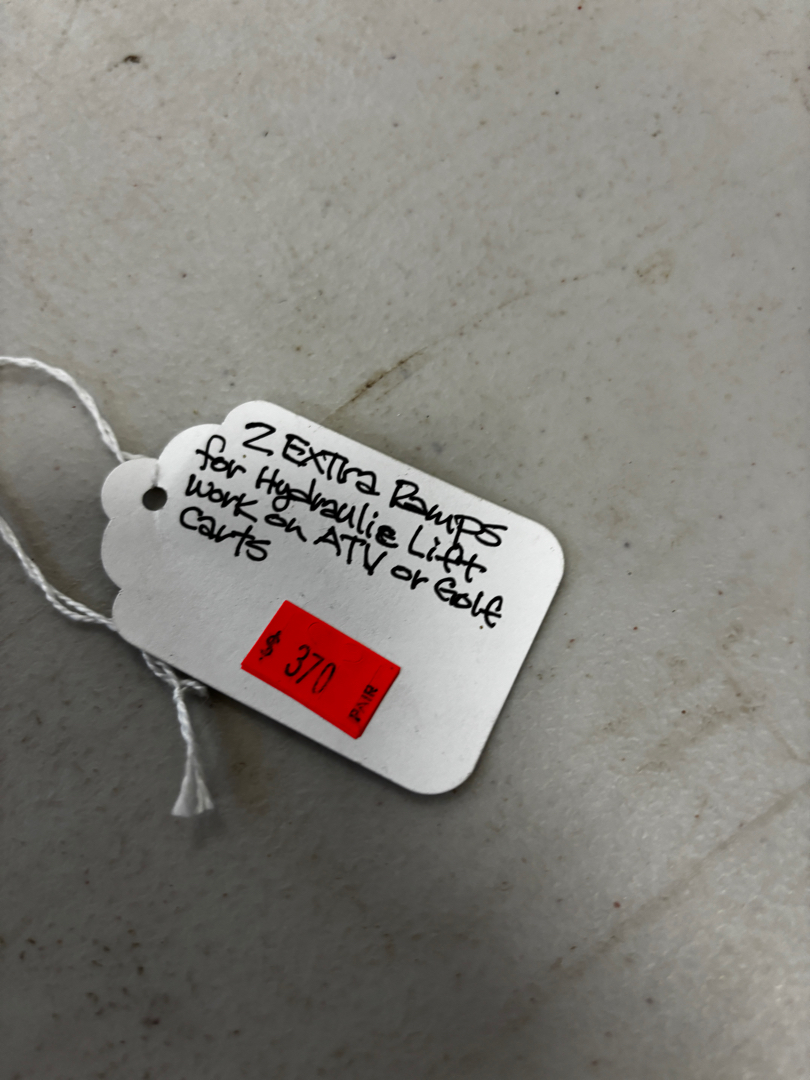 2 Extra Ramps
for Hydraulic Lift
Work on ATV or Golf
Carts
$ 370
PAIR